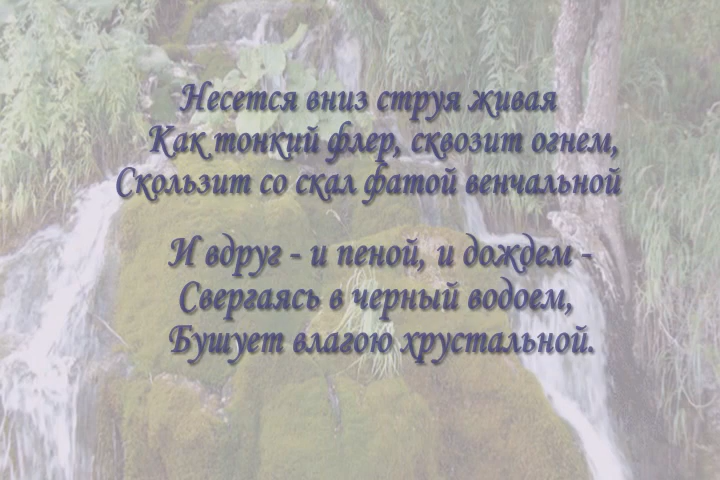 Несется вниз струя живая
Как тонкий флер, сквозит огнем,
Скользит со скал фатой венчальной
И вдруг - и пеной, и дождем -
Свергаясь в черный водоем,
Бушует влагою хрустальной.